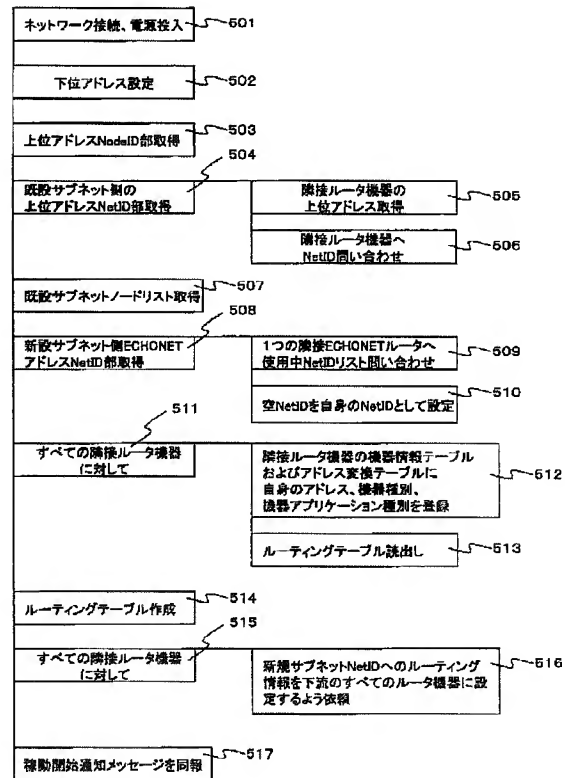 ネットワーク接続、電源投入
501
下位アドレス設定
502
上位アドレスNodeID部取得
503
既設サブネット側の
上位アドレスNetID部取得
504
隣接ルータ機器の
上位アドレス取得
505
隣接ルータ機器へ
NetID問い合わせ
506
既設サブネットノードリスト取得
507
新設サブネット側ECHONET
アドレスNetID部取得
508
1つの隣接ECHONETルータへ
使用中NetIDリスト問い合わせ
509
空NetIDを自身のNetIDとして設定
510
すべての隣接ルータ機器
に対して
511
隣接ルータ機器の機器情報テーブル
およびアドレス変換テーブルに
自身のアドレス、機器種別、
機器アプリケーション種別を登録
512
ルーティングテーブル読出し
513
ルーティングテーブル作成
514
すべての隣接ルータ機器
に対して
515
新規サブネットNetIDへのルーティング
情報を下流のすべてのルータ機器に設
定するよう依頼
516
稼動開始通知メッセージを同報
517